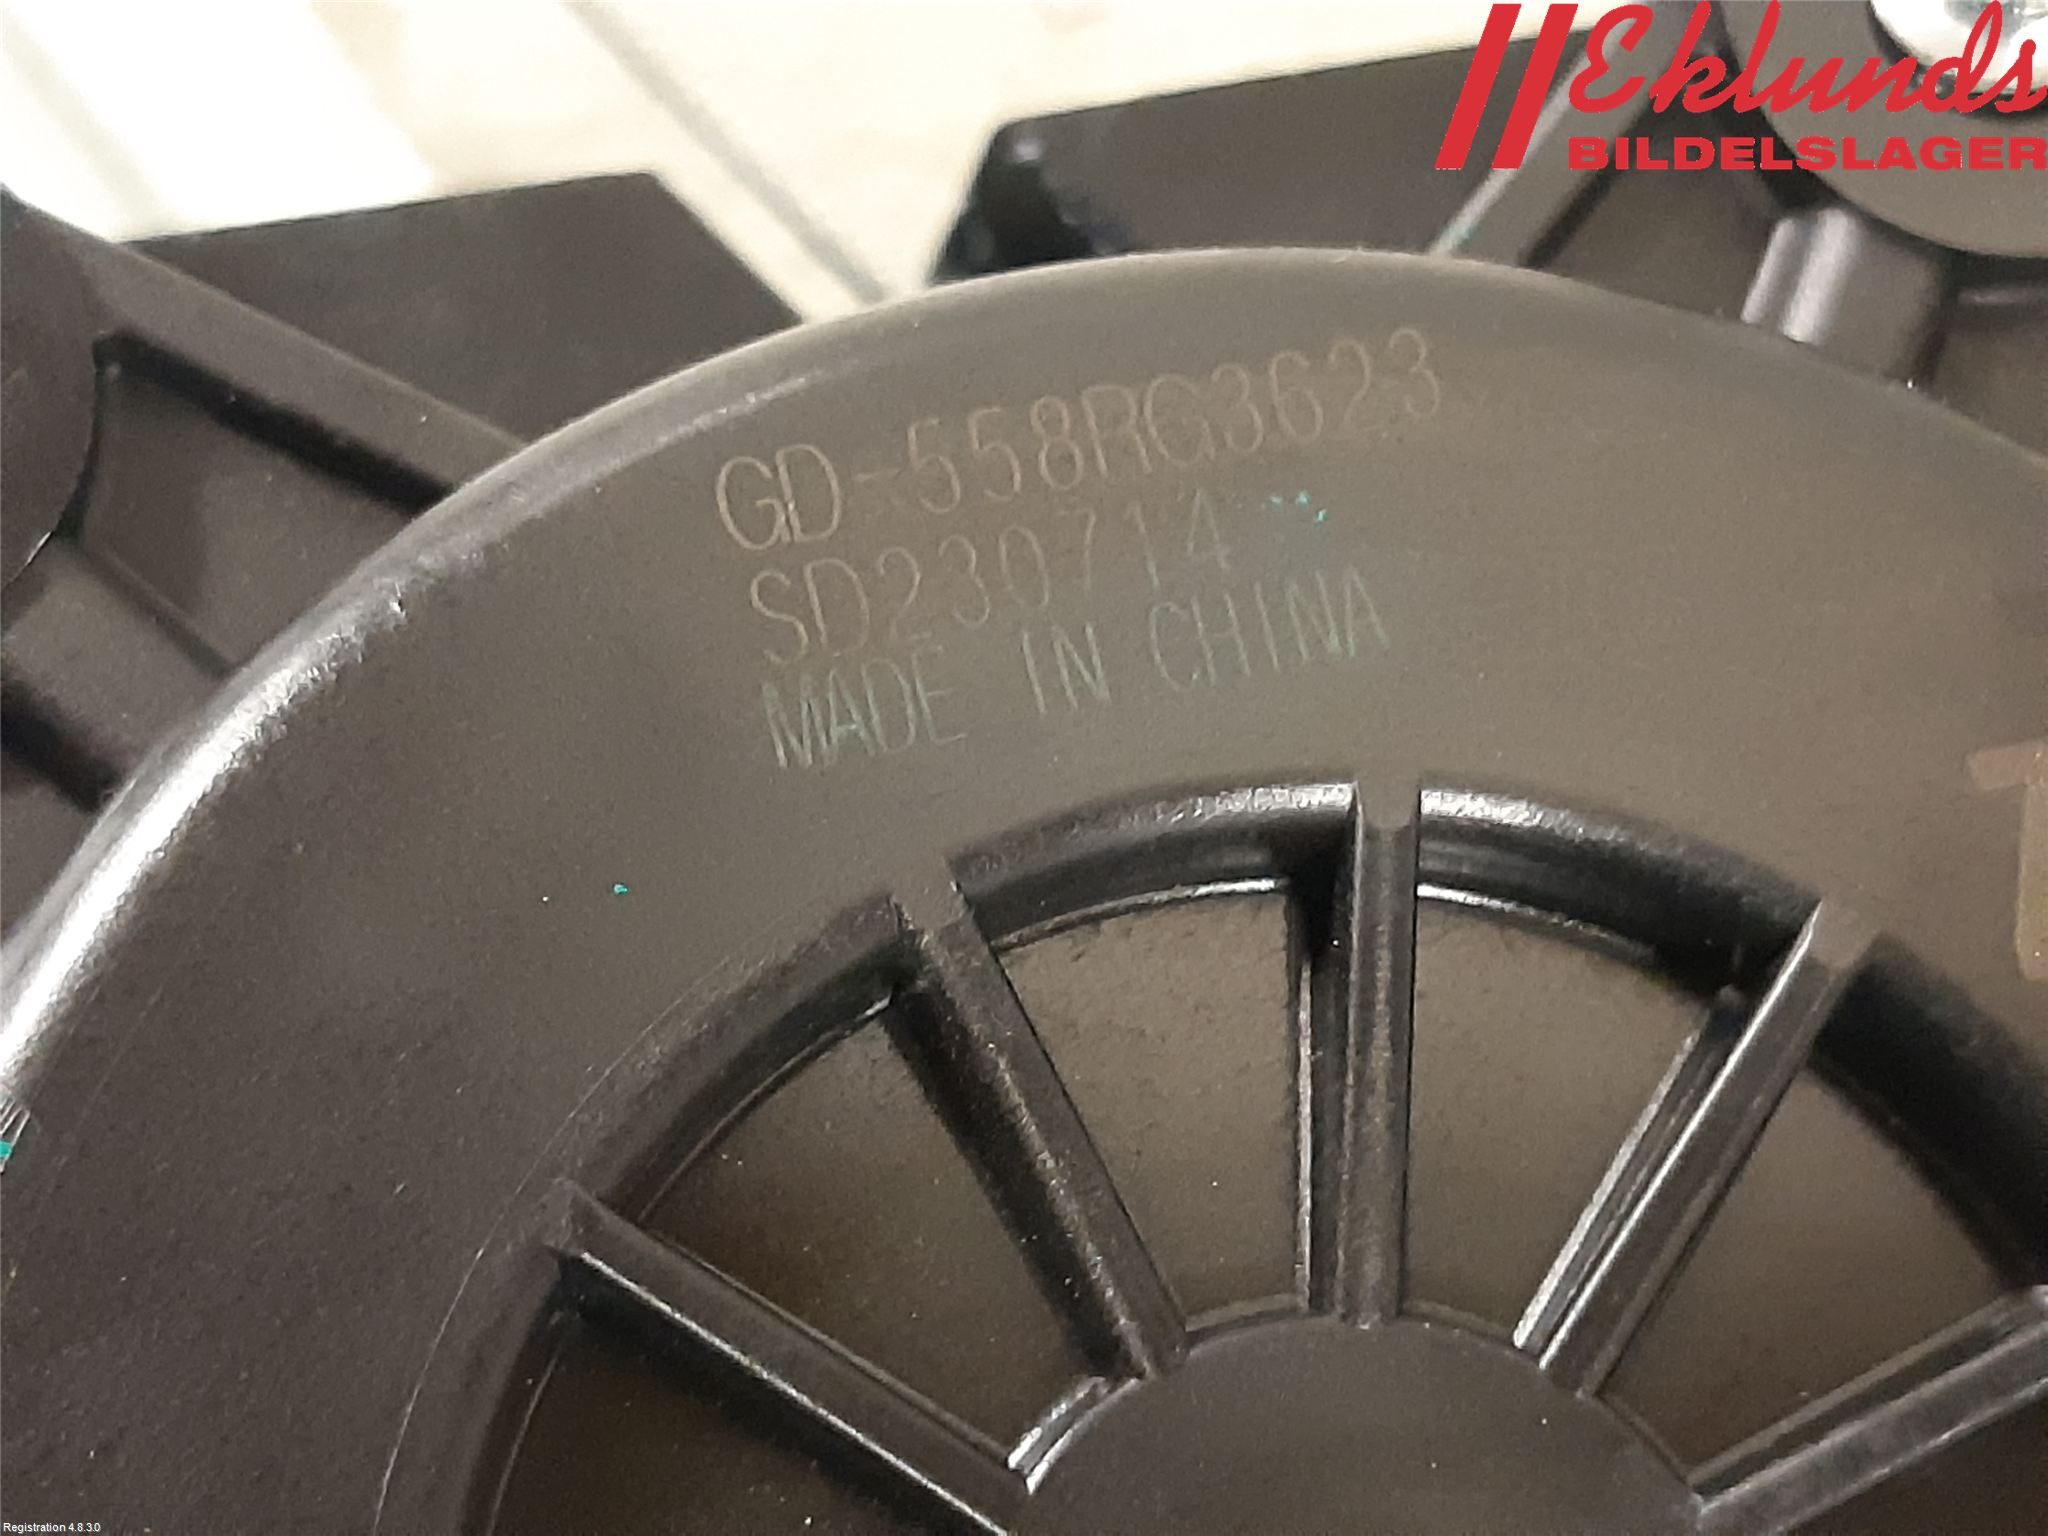 Eklunds
BILDELSLAGER
GD-558RG3623
SD230714
MADE IN CHINA
Registration 4.8.3.0